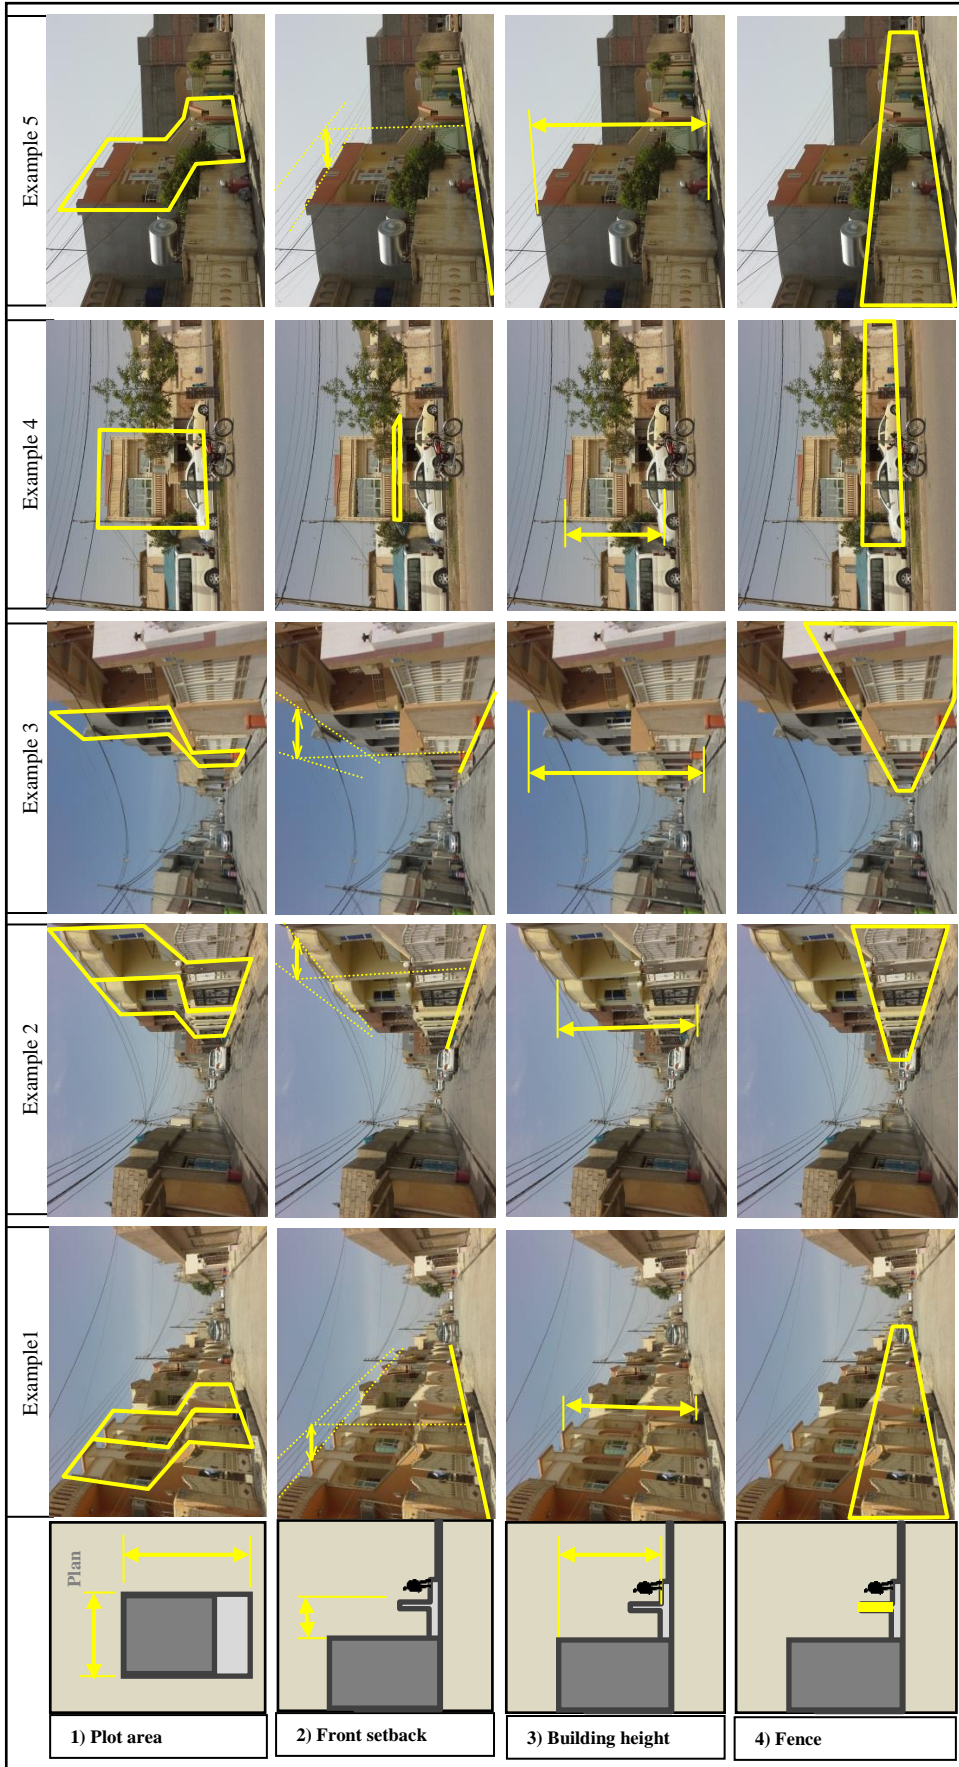 Example 5
Example 4
Example 3
Example 2
Example1
Plan
1) Plot area
2) Front setback
3) Building height
4) Fence